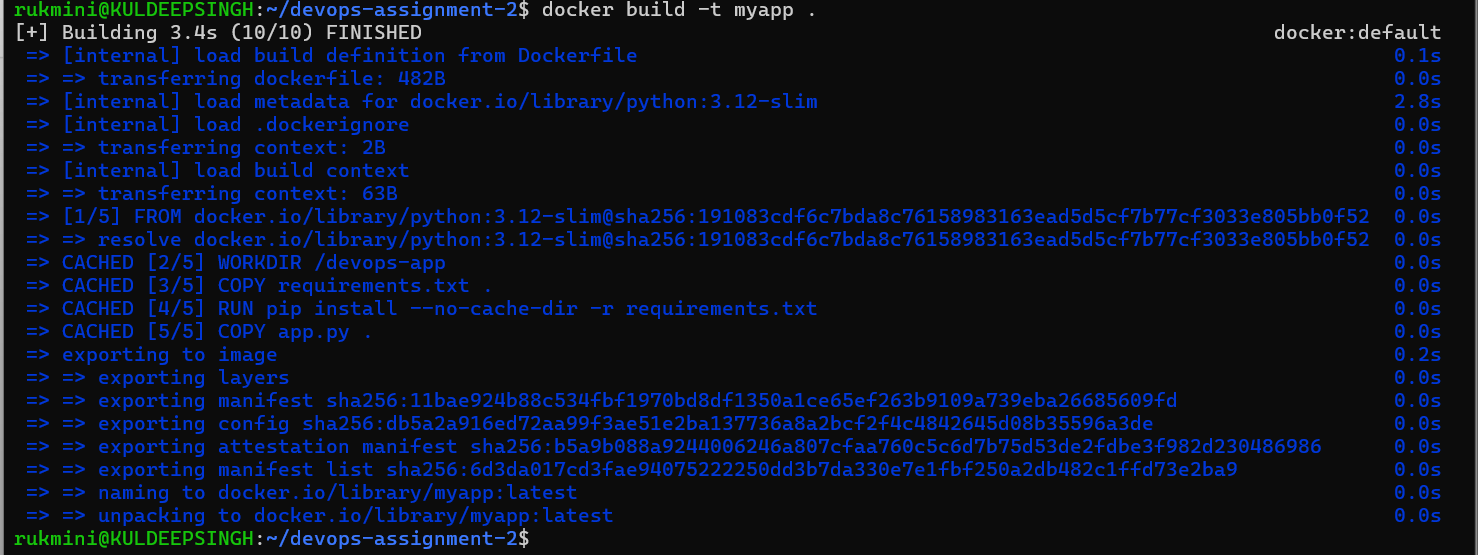 rukmini@KULDEEPSINGH:~/devops-assignment-2$ docker build -t myapp .
[+] Building 3.4s (10/10) FINISHED docker:default
=> [internal] load build definition from Dockerfile 0.1s
=> => transferring dockerfile: 482B 0.0s
=> [internal] load metadata for docker.io/library/python:3.12-slim 2.8s
=> [internal] load .dockerignore 0.0s
=> => transferring context: 2B 0.0s
=> [internal] load build context 0.0s
=> => transferring context: 63B 0.0s
=> [1/5] FROM docker.io/library/python:3.12-slim@sha256:191083cdf6c7bda8c76158983163ead5d5cf7b77cf3033e805bb0f52 0.0s
=> => resolve docker.io/library/python:3.12-slim@sha256:191083cdf6c7bda8c76158983163ead5d5cf7b77cf3033e805bb0f52 0.0s
=> CACHED [2/5] WORKDIR /devops-app 0.0s
=> CACHED [3/5] COPY requirements.txt . 0.0s
=> CACHED [4/5] RUN pip install --no-cache-dir -r requirements.txt 0.0s
=> CACHED [5/5] COPY app.py . 0.0s
=> exporting to image 0.2s
=> => exporting layers 0.0s
=> => exporting manifest sha256:11bae924b88c534fbf1970bd8df1350a1ce65ef263b9109a739eba26685609fd 0.0s
=> => exporting config sha256:db5a2a916ed72aa99f3ae51e2ba137736a8a2bcf2f4c4842645d08b35596a3de 0.0s
=> => exporting attestation manifest sha256:b5a9b088a9244006246a807cfaa760c5c6d7b75d53de2fdbe3f982d230486986 0.0s
=> => exporting manifest list sha256:6d3da017cd3fae94075222250dd3b7da330e7e1fbf250a2db482c1ffd73e2ba9 0.0s
=> => naming to docker.io/library/myapp:latest 0.0s
=> => unpacking to docker.io/library/myapp:latest 0.0s
rukmini@KULDEEPSINGH:~/devops-assignment-2$